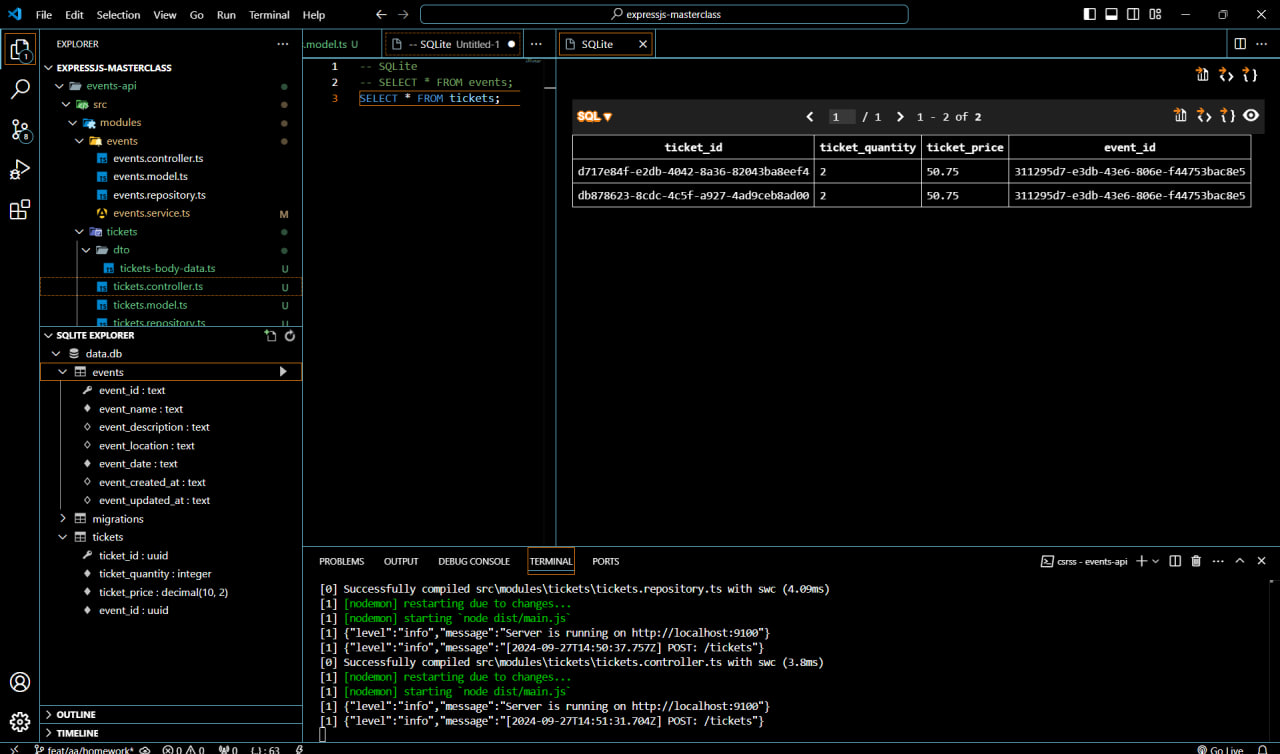 File Edit Selection View Go Run Terminal Help
expressjs-masterclass
EXPLORER
EXPRESSJS-MASTERCLASS
events-api
src
modules
events
events.controller.ts
events.model.ts
events.repository.ts
events.service.ts M
tickets
dto
tickets-body-data.ts U
tickets.controller.ts U
tickets.model.ts U
tickets.repository.ts U
SQLITE EXPLORER
data.db
events
event_id : text
event_name : text
event_description : text
event_location : text
event_date : text
event_created_at : text
event_updated_at : text
migrations
tickets
ticket_id : uuid
ticket_quantity : integer
ticket_price : decimal(10, 2)
event_id : uuid
OUTLINE
TIMELINE
.model.ts U
-- SQLite Untitled-1
1 -- SQLite
2 -- SELECT * FROM events;
3 SELECT * FROM tickets;
SQLite
SQL
1 / 1 1 - 2 of 2
ticket_id ticket_quantity ticket_price event_id
d717e84f-e2db-4042-8a36-82043ba8eef4 2 50.75 311295d7-e3db-43e6-806e-f44753bac8e5
db878623-8cdc-4c5f-a927-4ad9ceb8ad00 2 50.75 311295d7-e3db-43e6-806e-f44753bac8e5
PROBLEMS OUTPUT DEBUG CONSOLE TERMINAL PORTS
csrss - events-api
[0] Successfully compiled src\modules\tickets\tickets.repository.ts with swc (4.09ms)
[1] [nodemon] restarting due to changes...
[1] [nodemon] starting `node dist/main.js`
[1] {"level":"info","message":"Server is running on http://localhost:9100"}
[1] {"level":"info","message":"[2024-09-27T14:50:37.757Z] POST: /tickets"}
[0] Successfully compiled src\modules\tickets\tickets.controller.ts with swc (3.8ms)
[1] [nodemon] restarting due to changes...
[1] [nodemon] starting `node dist/main.js`
[1] {"level":"info","message":"Server is running on http://localhost:9100"}
[1] {"level":"info","message":"[2024-09-27T14:51:31.704Z] POST: /tickets"}
feat/aa/homework* 0 0 0 {..}: 63 Go Live